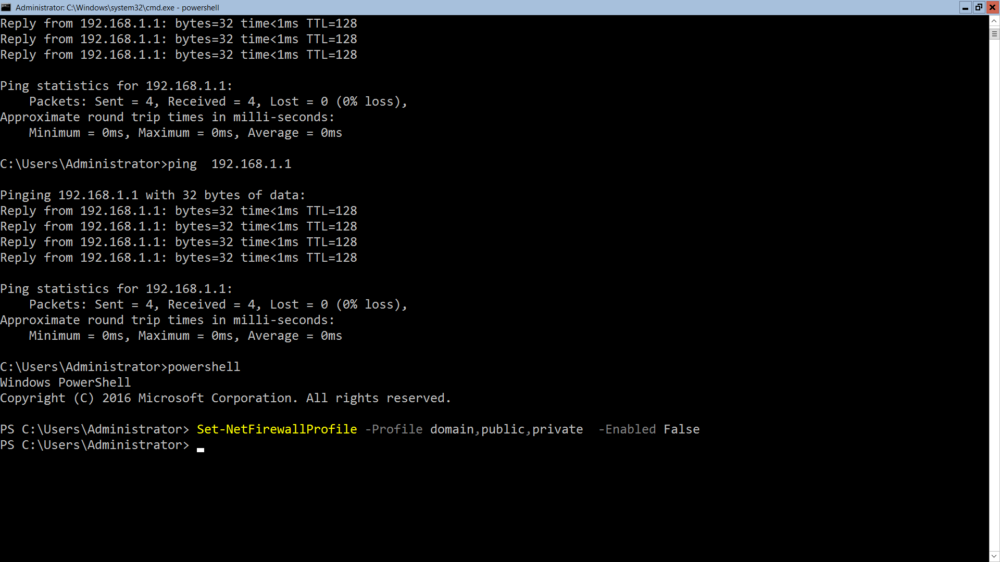 Administrator: C:\Windows\system32\cmd.exe - powershell
Reply from 192.168.1.1: bytes=32 time<1ms TTL=128
Reply from 192.168.1.1: bytes=32 time<1ms TTL=128
Reply from 192.168.1.1: bytes=32 time<1ms TTL=128
Ping statistics for 192.168.1.1:
    Packets: Sent = 4, Received = 4, Lost = 0 (0% loss),
Approximate round trip times in milli-seconds:
    Minimum = 0ms, Maximum = 0ms, Average = 0ms
C:\Users\Administrator>ping  192.168.1.1
Pinging 192.168.1.1 with 32 bytes of data:
Reply from 192.168.1.1: bytes=32 time<1ms TTL=128
Reply from 192.168.1.1: bytes=32 time<1ms TTL=128
Reply from 192.168.1.1: bytes=32 time<1ms TTL=128
Reply from 192.168.1.1: bytes=32 time<1ms TTL=128
Ping statistics for 192.168.1.1:
    Packets: Sent = 4, Received = 4, Lost = 0 (0% loss),
Approximate round trip times in milli-seconds:
    Minimum = 0ms, Maximum = 0ms, Average = 0ms
C:\Users\Administrator>powershell
Windows PowerShell
Copyright (C) 2016 Microsoft Corporation. All rights reserved.
PS C:\Users\Administrator> Set-NetFirewallProfile -Profile domain,public,private  -Enabled False
PS C:\Users\Administrator>